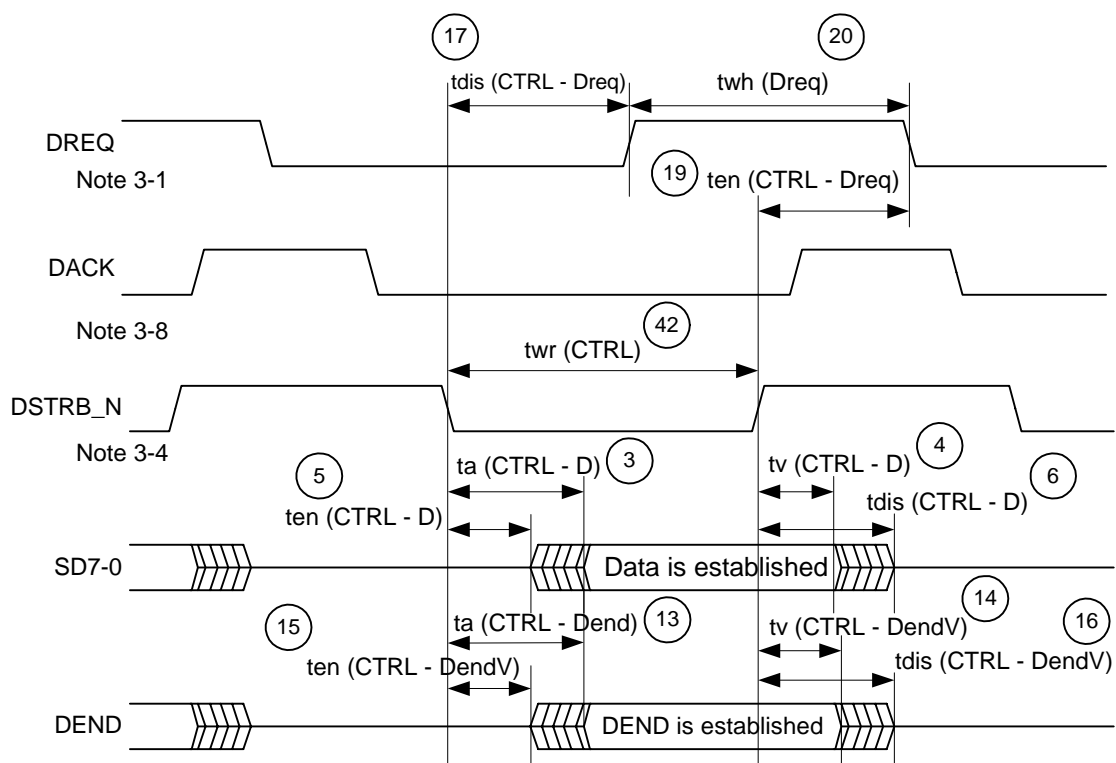 17
20
tdis (CTRL - Dreq)
twh (Dreq)
DREQ
Note 3-1
19
ten (CTRL - Dreq)
DACK
Note 3-8
42
twr (CTRL)
DSTRB_N
Note 3-4
ta (CTRL - D)
3
tv (CTRL - D)
4
5
6
ten (CTRL - D)
tdis (CTRL - D)
SD7-0
Data is established
15
ta (CTRL - Dend)
13
14
16
tv (CTRL - DendV)
ten (CTRL - DendV)
tdis (CTRL - DendV)
DEND
DEND is established